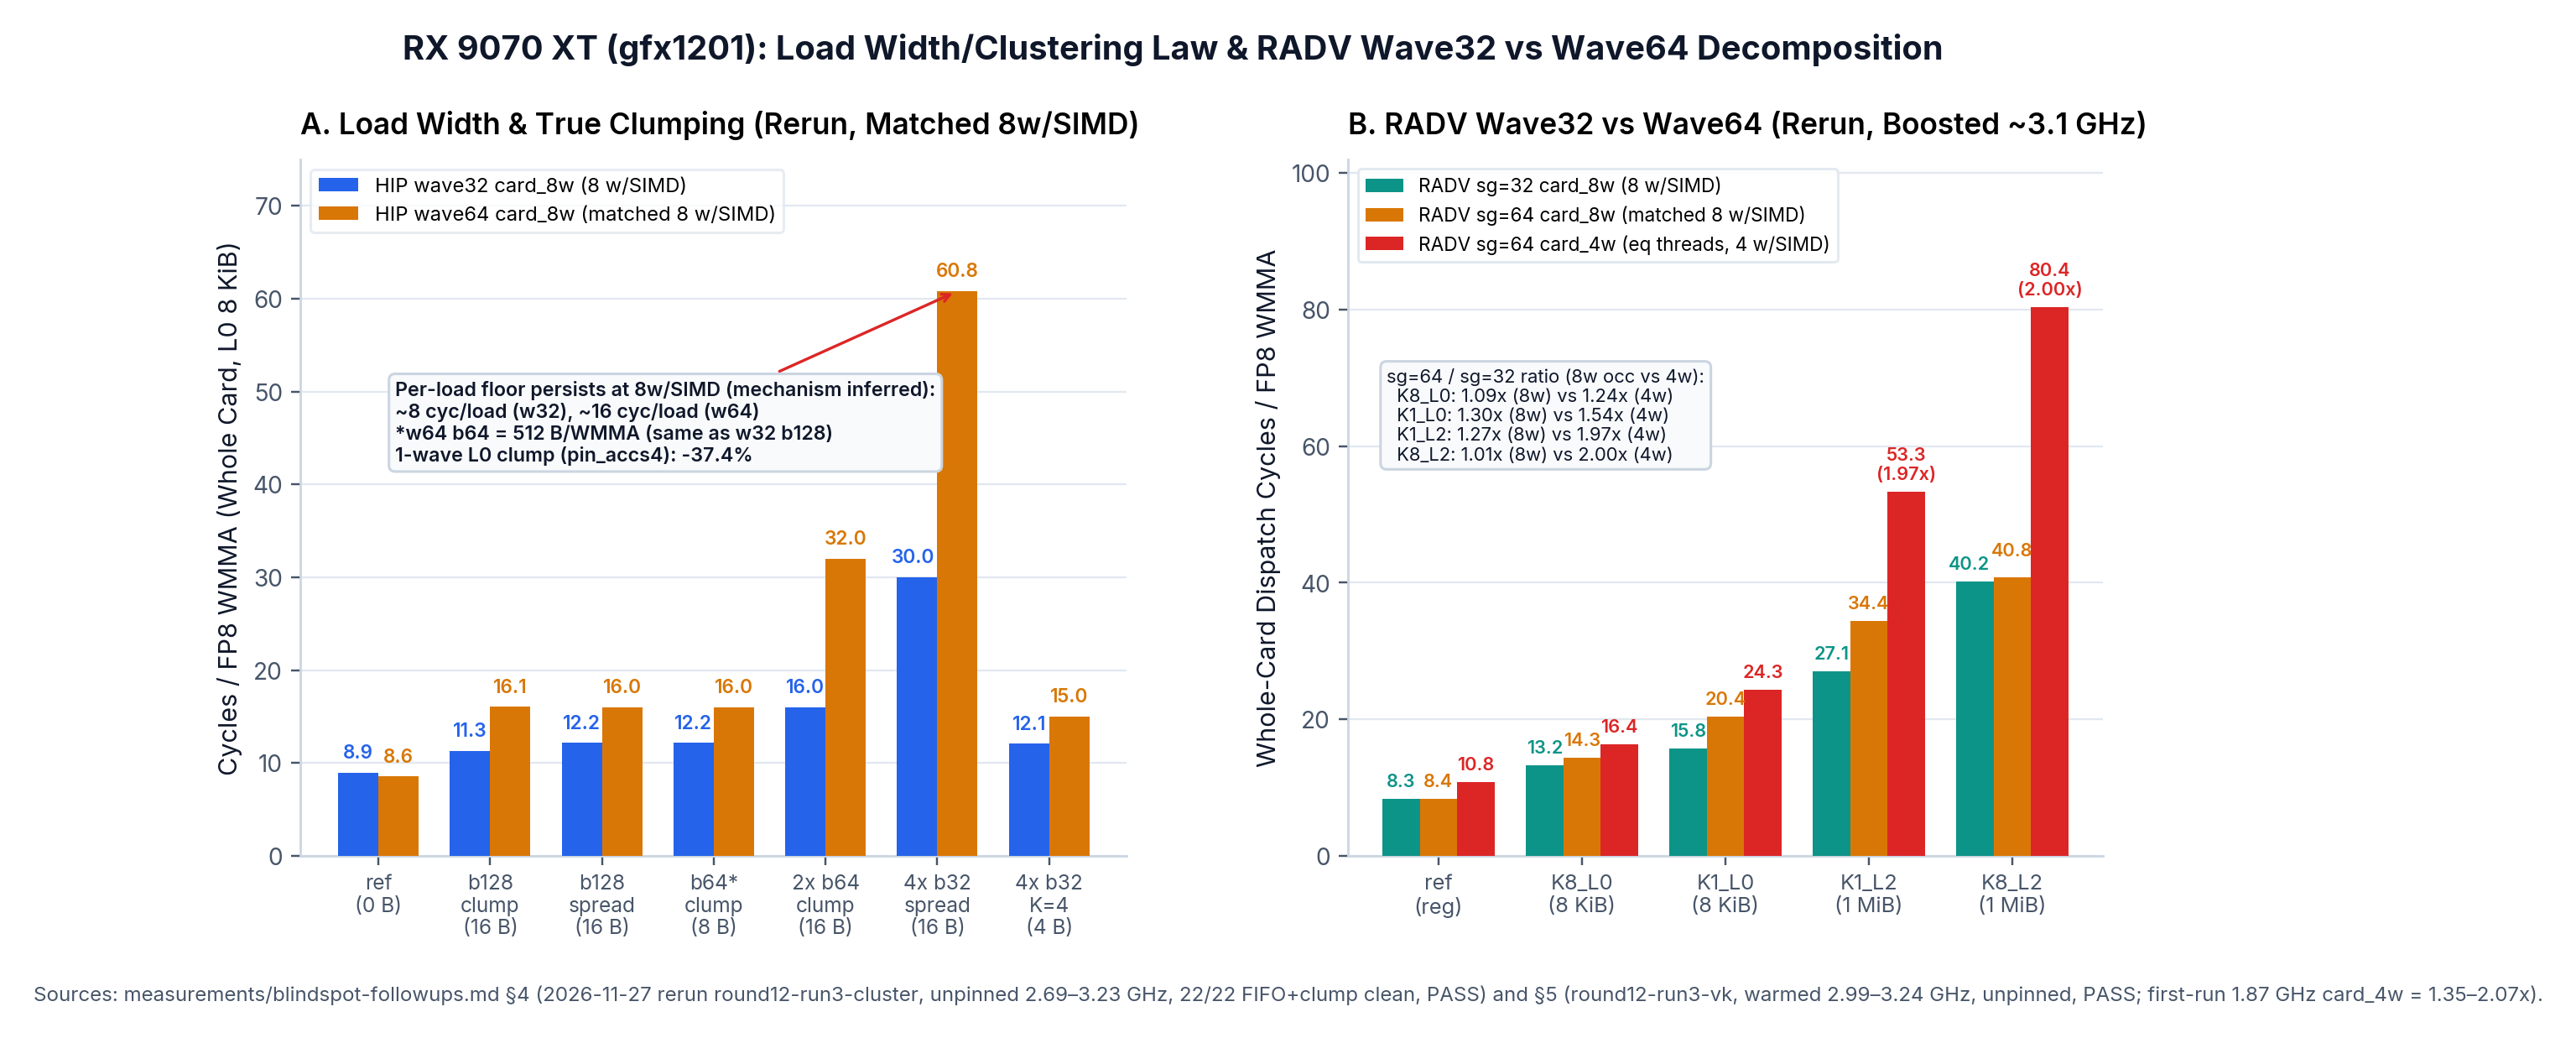 RX 9070 XT (gfx1201): Load Width/Clustering Law & RADV Wave32 vs Wave64 Decomposition
A. Load Width & True Clumping (Rerun, Matched 8w/SIMD)
HIP wave32 card_8w (8 w/SIMD)
HIP wave64 card_8w (matched 8 w/SIMD)
Cycles / FP8 WMMA (Whole Card, L0 8 KiB)
70
60
50
40
30
20
10
0
Per-load floor persists at 8w/SIMD (mechanism inferred):
~8 cyc/load (w32), ~16 cyc/load (w64)
*w64 b64 = 512 B/WMMA (same as w32 b128)
1-wave L0 clump (pin_accs4): -37.4%
8.9
8.6
11.3
16.1
12.2
16.0
12.2
16.0
16.0
32.0
30.0
60.8
12.1
15.0
ref
(0 B)
b128
clump
(16 B)
b128
spread
(16 B)
b64*
clump
(8 B)
2x b64
clump
(16 B)
4x b32
spread
(16 B)
4x b32
K=4
(4 B)
B. RADV Wave32 vs Wave64 (Rerun, Boosted ~3.1 GHz)
RADV sg=32 card_8w (8 w/SIMD)
RADV sg=64 card_8w (matched 8 w/SIMD)
RADV sg=64 card_4w (eq threads, 4 w/SIMD)
Whole-Card Dispatch Cycles / FP8 WMMA
100
80
60
40
20
0
sg=64 / sg=32 ratio (8w occ vs 4w):
K8_L0: 1.09x (8w) vs 1.24x (4w)
K1_L0: 1.30x (8w) vs 1.54x (4w)
K1_L2: 1.27x (8w) vs 1.97x (4w)
K8_L2: 1.01x (8w) vs 2.00x (4w)
8.3
8.4
10.8
13.2
14.3
16.4
15.8
20.4
24.3
27.1
34.4
53.3
(1.97x)
40.2
40.8
80.4
(2.00x)
ref
(reg)
K8_L0
(8 KiB)
K1_L0
(8 KiB)
K1_L2
(1 MiB)
K8_L2
(1 MiB)
Sources: measurements/blindspot-followups.md §4 (2026-11-27 rerun round12-run3-cluster, unpinned 2.69–3.23 GHz, 22/22 FIFO+clump clean, PASS) and §5 (round12-run3-vk, warmed 2.99–3.24 GHz, unpinned, PASS; first-run 1.87 GHz card_4w = 1.35–2.07x).